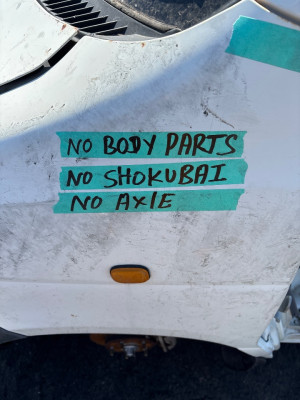 NO BODY PARTS
NO SHOKUBAI
NO AXLE